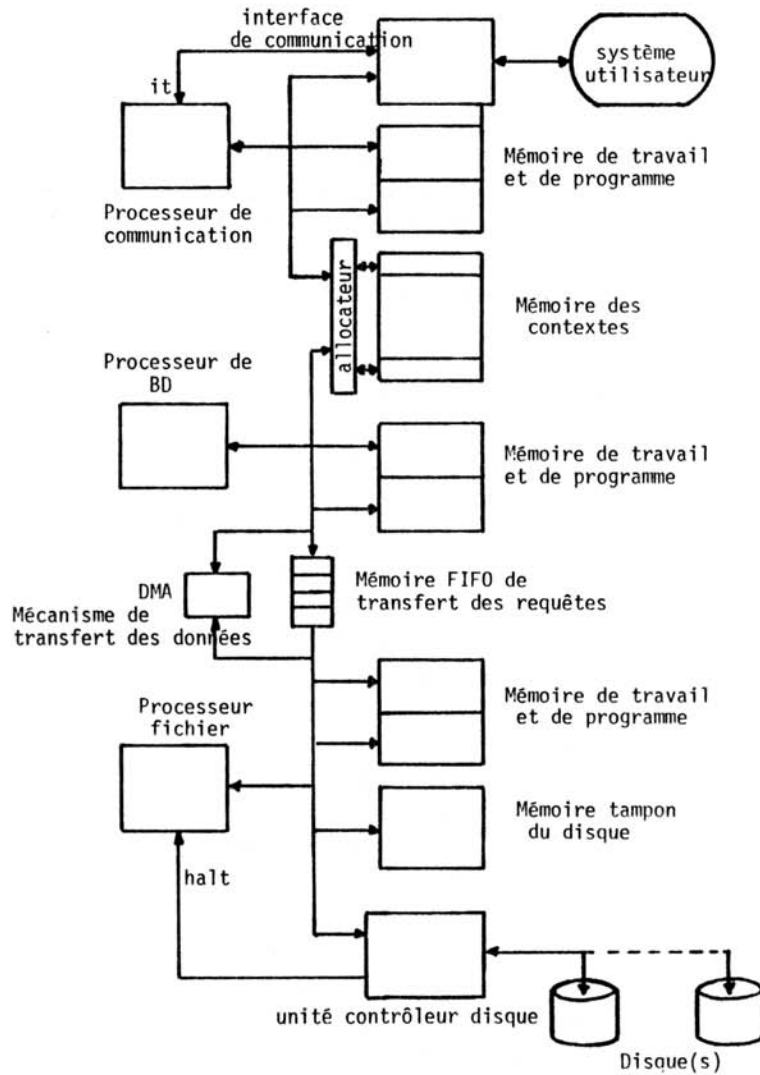 interface
de communication
système
utilisateur
it
Mémoire de travail
et de programme
Processeur de
communication
allocateur
Mémoire des
contextes
Processeur de
BD
Mémoire de travail
et de programme
DMA
Mécanisme de
transfert des données
Mémoire FIFO de
transfert des requêtes
Mémoire de travail
et de programme
Processeur
fichier
Mémoire tampon
du disque
halt
unité contrôleur disque
Disque(s)